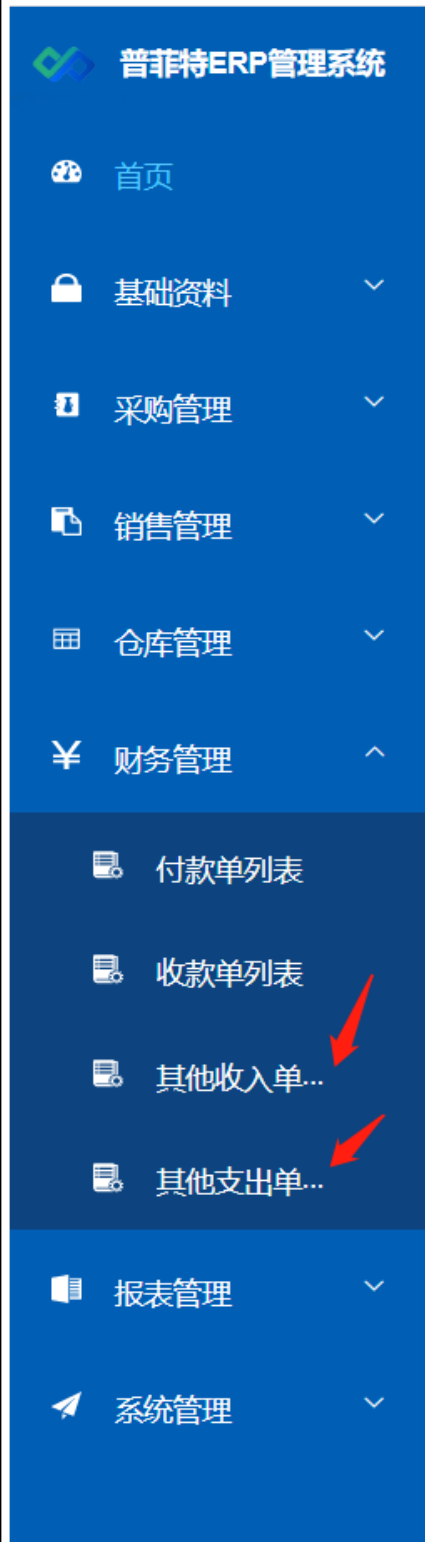 普菲特ERP管理系统
首页
基础资料
采购管理
销售管理
仓库管理
财务管理
付款单列表
收款单列表
其他收入单...
其他支出单...
报表管理
系统管理